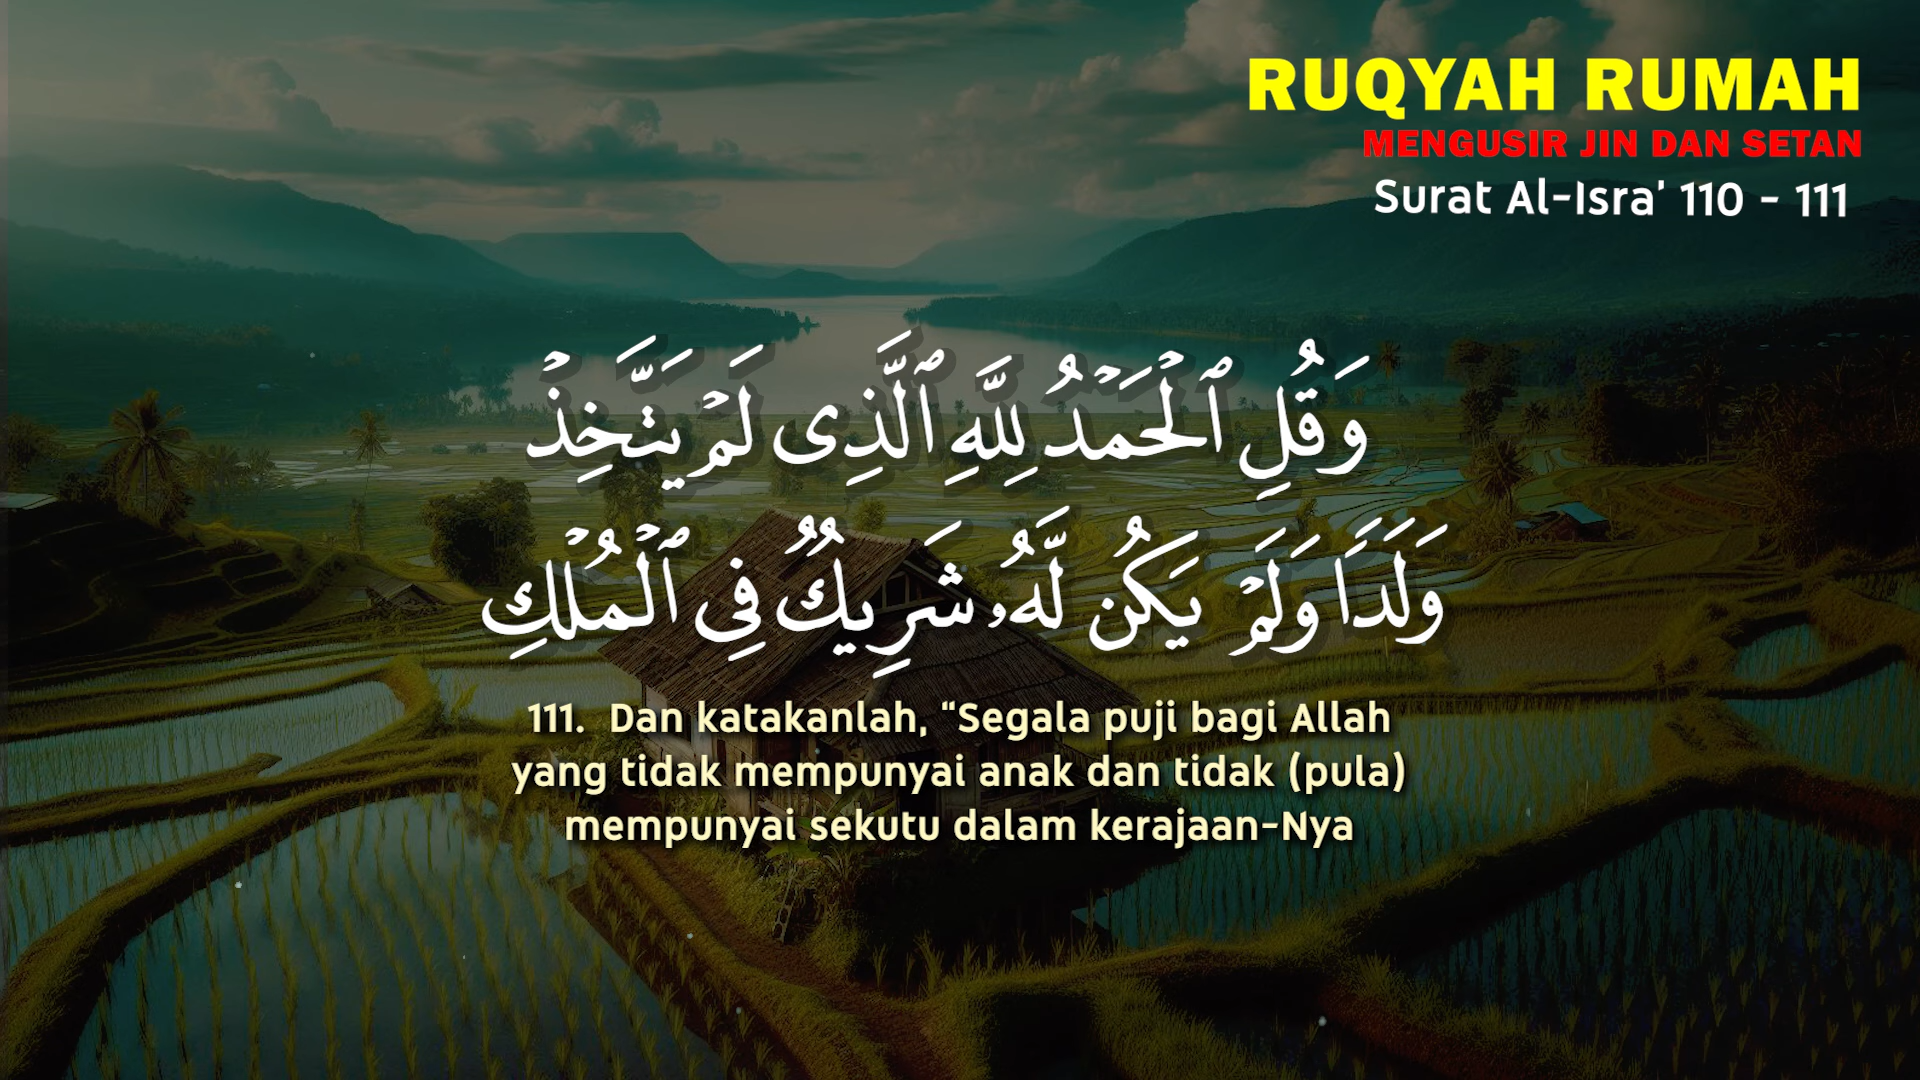 RUQYAH RUMAH
MENGUSIR JIN DAN SETAN
Surat Al-Isra' 110 - 111
وَقُلِ ٱلْحَمْدُ لِلَّهِ ٱلَّذِى لَمْ يَتَّخِذْ
وَلَدًا وَلَمْ يَكُن لَّهُۥ شَرِيكٌ فِى ٱلْمُلْكِ
111. Dan katakanlah, “Segala puji bagi Allah
yang tidak mempunyai anak dan tidak (pula)
mempunyai sekutu dalam kerajaan-Nya